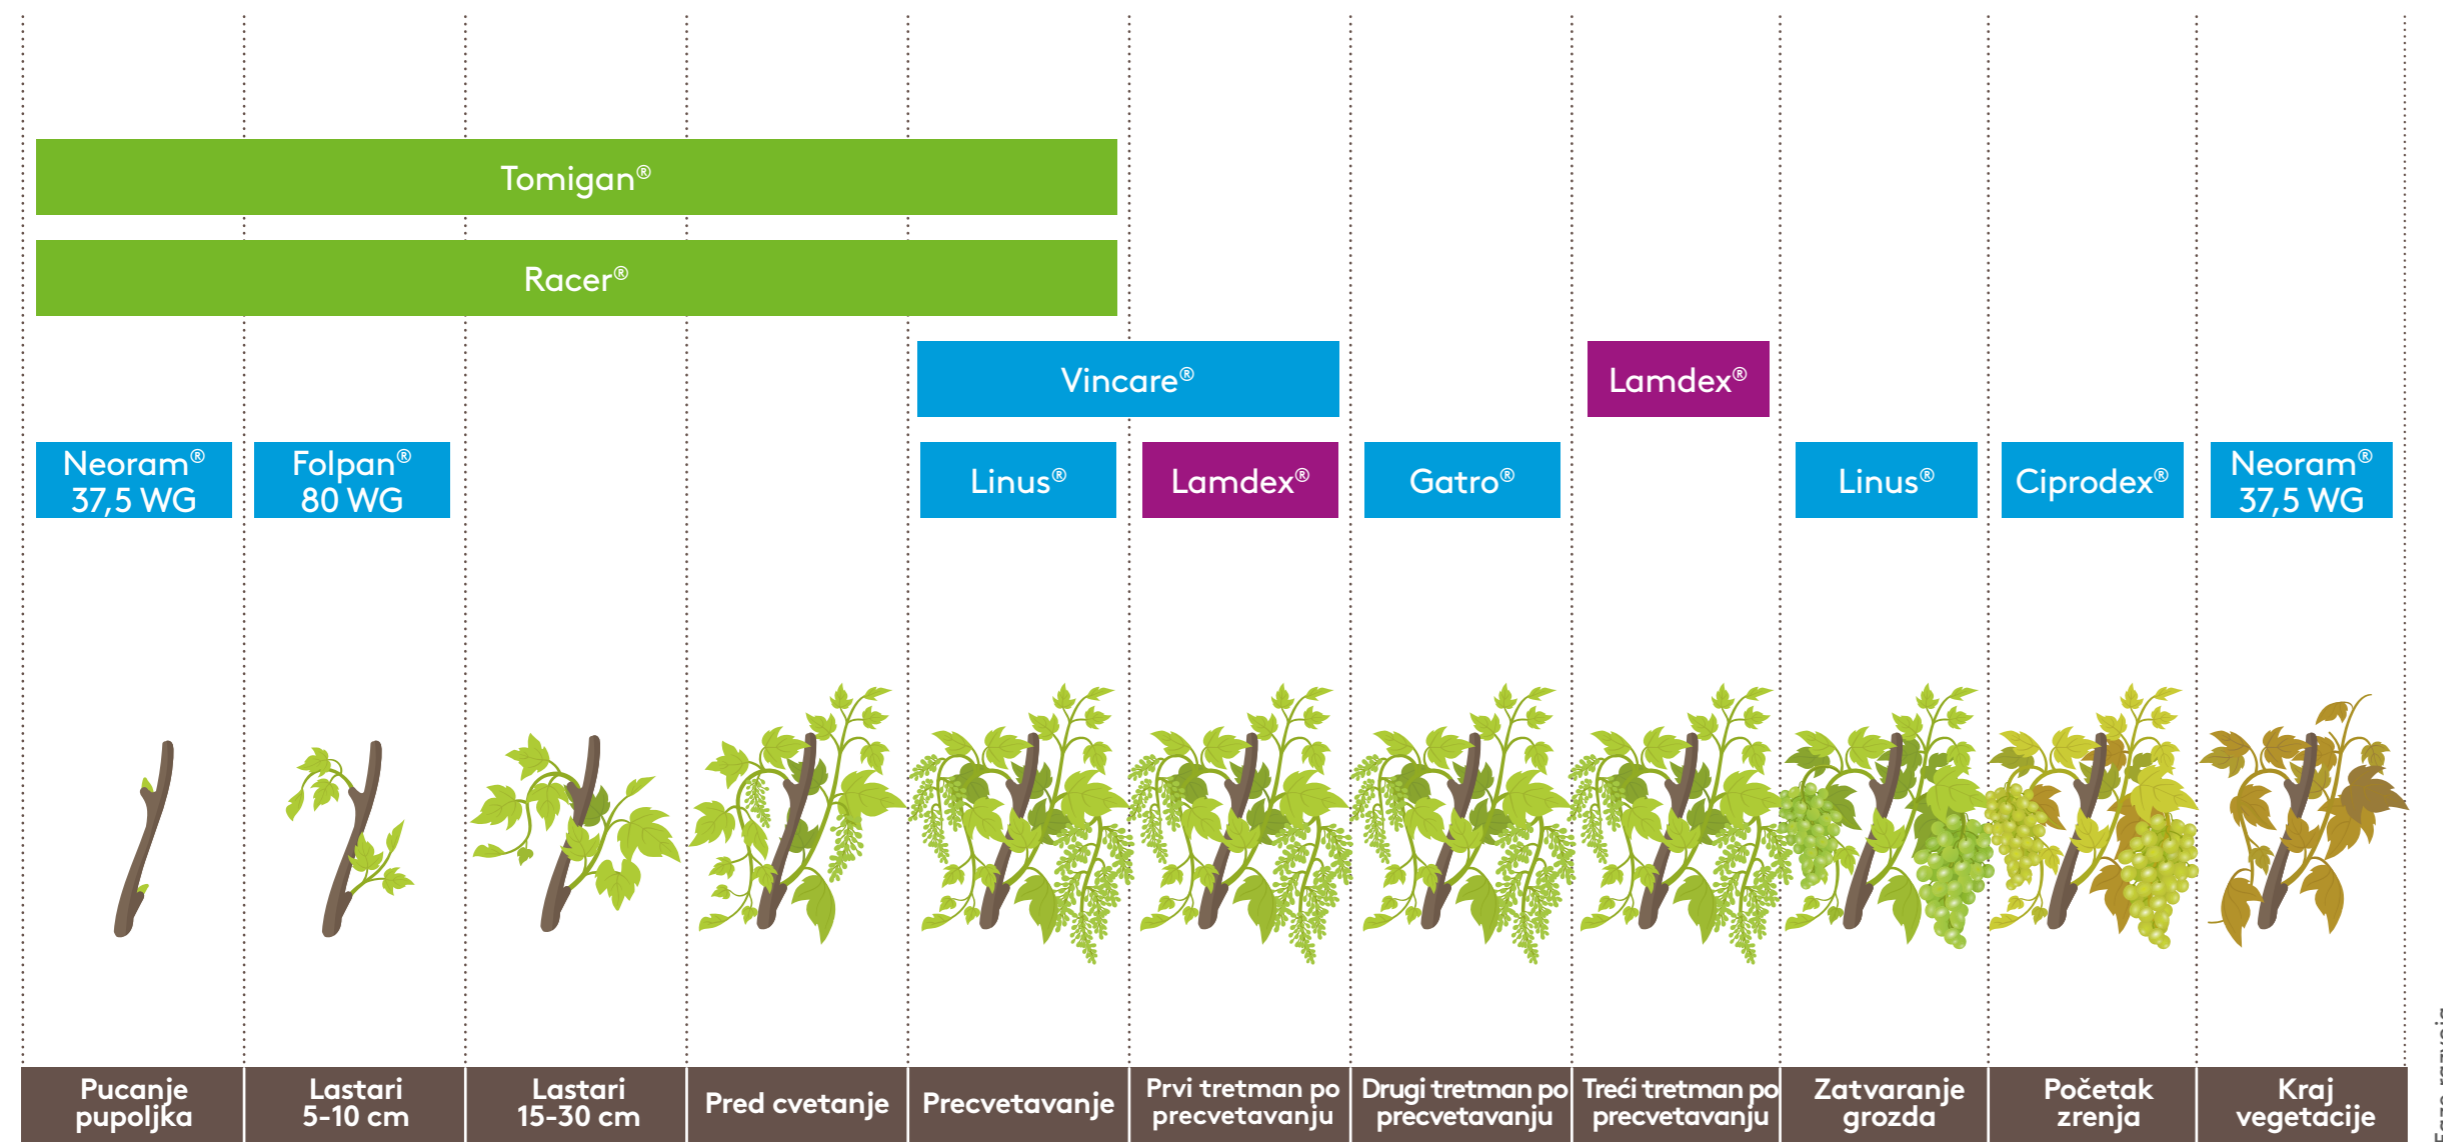 Tomigan®
Racer®
Vincare®
Lamdex®
Neoram®
37,5 WG
Folpan®
80 WG
Linus®
Lamdex®
Gatro®
Linus®
Ciprodex®
Neoram®
37,5 WG
Pucanje
pupoljka
Lastari
5-10 cm
Lastari
15-30 cm
Pred cvetanje
Precvetavanje
Prvi tretman po
precvetavanju
Drugi tretman po
precvetavanju
Treći tretman po
precvetavanju
Zatvaranje
grozda
Početak
zrenja
Kraj
vegetacije